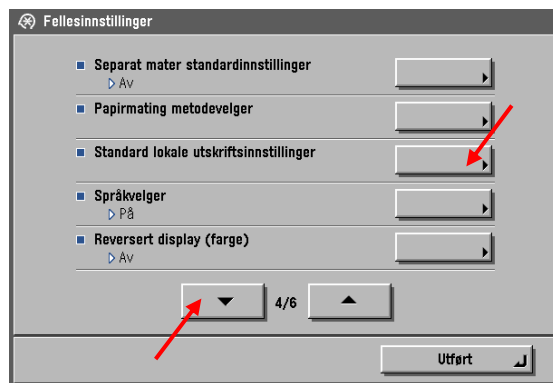 Fellesinnstillinger
Separat mater standardinnstillinger
Av
Papirmating metodevelger
Standard lokale utskriftsinnstillinger
Språkvelger
På
Reversert display (farge)
Av
4/6
Utført